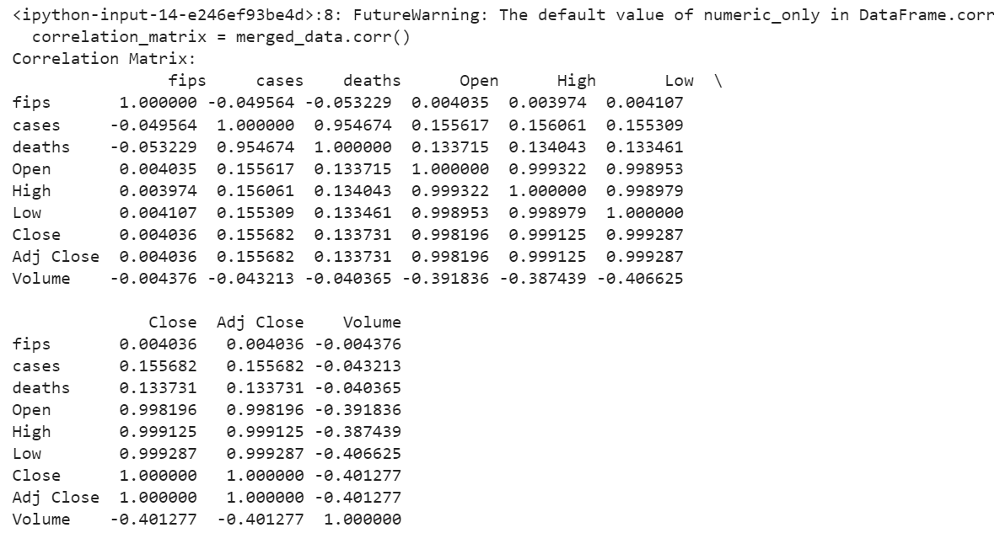 <ipython-input-14-e246ef93be4d>:8: FutureWarning: The default value of numeric_only in DataFrame.corr
  correlation_matrix = merged_data.corr()
Correlation Matrix:
                fips     cases    deaths      Open      High       Low  \
fips       1.000000 -0.049564 -0.053229  0.004035  0.003974  0.004107
cases     -0.049564  1.000000  0.954674  0.155617  0.156061  0.155309
deaths    -0.053229  0.954674  1.000000  0.133715  0.134043  0.133461
Open       0.004035  0.155617  0.133715  1.000000  0.999322  0.998953
High       0.003974  0.156061  0.134043  0.999322  1.000000  0.998979
Low        0.004107  0.155309  0.133461  0.998953  0.998979  1.000000
Close      0.004036  0.155682  0.133731  0.998196  0.999125  0.999287
Adj Close  0.004036  0.155682  0.133731  0.998196  0.999125  0.999287
Volume    -0.004376 -0.043213 -0.040365 -0.391836 -0.387439 -0.406625
              Close  Adj Close    Volume
fips       0.004036   0.004036 -0.004376
cases      0.155682   0.155682 -0.043213
deaths     0.133731   0.133731 -0.040365
Open       0.998196   0.998196 -0.391836
High       0.999125   0.999125 -0.387439
Low        0.999287   0.999287 -0.406625
Close      1.000000   1.000000 -0.401277
Adj Close  1.000000   1.000000 -0.401277
Volume    -0.401277  -0.401277  1.000000